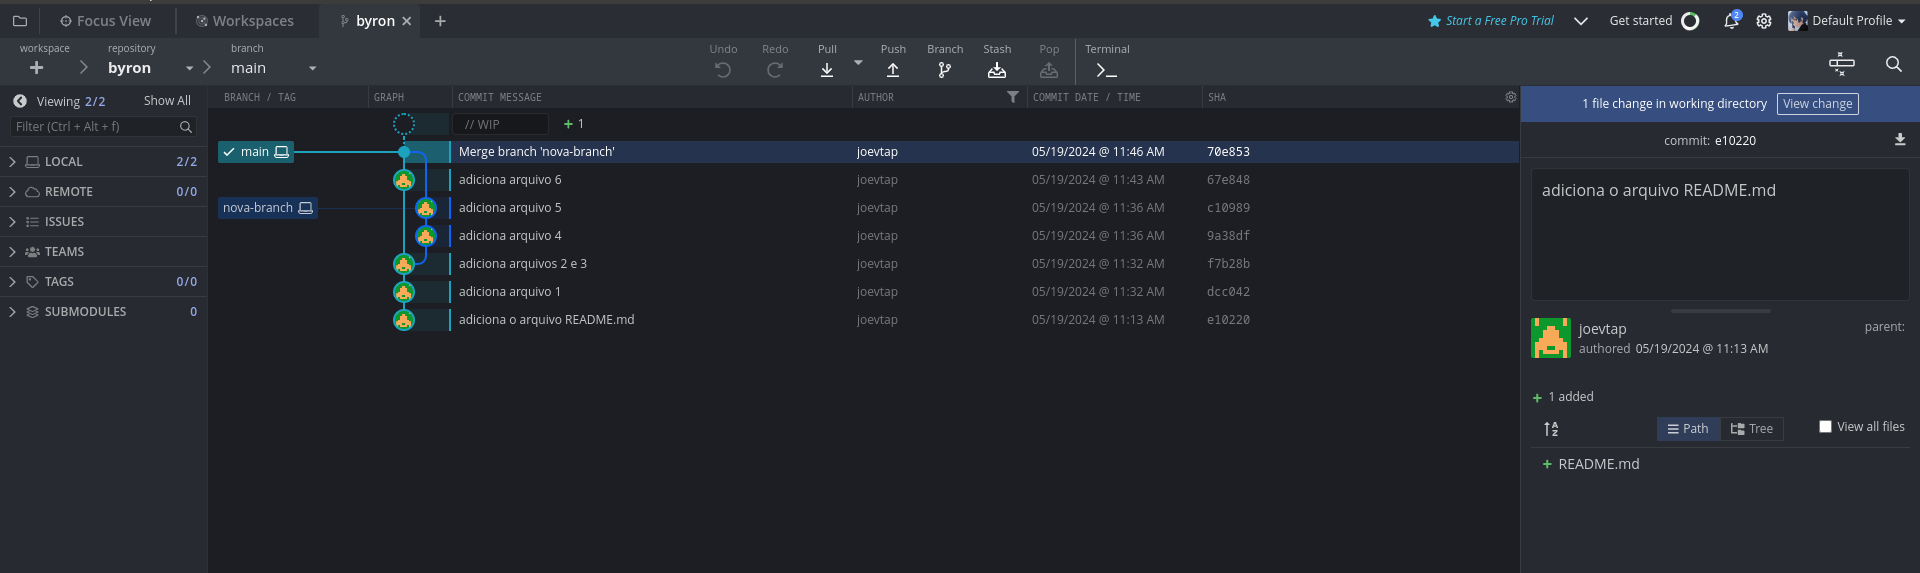 Focus View Workspaces byron Start a Free Pro Trial Get started 2 Default Profile
workspace repository branch Undo Redo Pull Push Branch Stash Pop Terminal
byron main
Viewing 2/2 Show All BRANCH / TAG GRAPH COMMIT MESSAGE AUTHOR COMMIT DATE / TIME SHA 1 file change in working directory View change
Filter (Ctrl + Alt + f) // WIP + 1 commit: e10220
main Merge branch 'nova-branch' joevtap 05/19/2024 @ 11:46 AM 70e853
LOCAL 2/2
adiciona arquivo 6 joevtap 05/19/2024 @ 11:43 AM 67e848
REMOTE 0/0
nova-branch adiciona arquivo 5 joevtap 05/19/2024 @ 11:36 AM c10989
ISSUES
adiciona arquivo 4 joevtap 05/19/2024 @ 11:36 AM 9a38df
TEAMS
adiciona arquivos 2 e 3 joevtap 05/19/2024 @ 11:32 AM f7b28b
TAGS 0/0
adiciona arquivo 1 joevtap 05/19/2024 @ 11:32 AM dcc042
SUBMODULES 0
adiciona o arquivo README.md joevtap 05/19/2024 @ 11:13 AM e10220
adiciona o arquivo README.md
joevtap parent:
authored 05/19/2024 @ 11:13 AM
+ 1 added
A Z Path Tree View all files
+ README.md